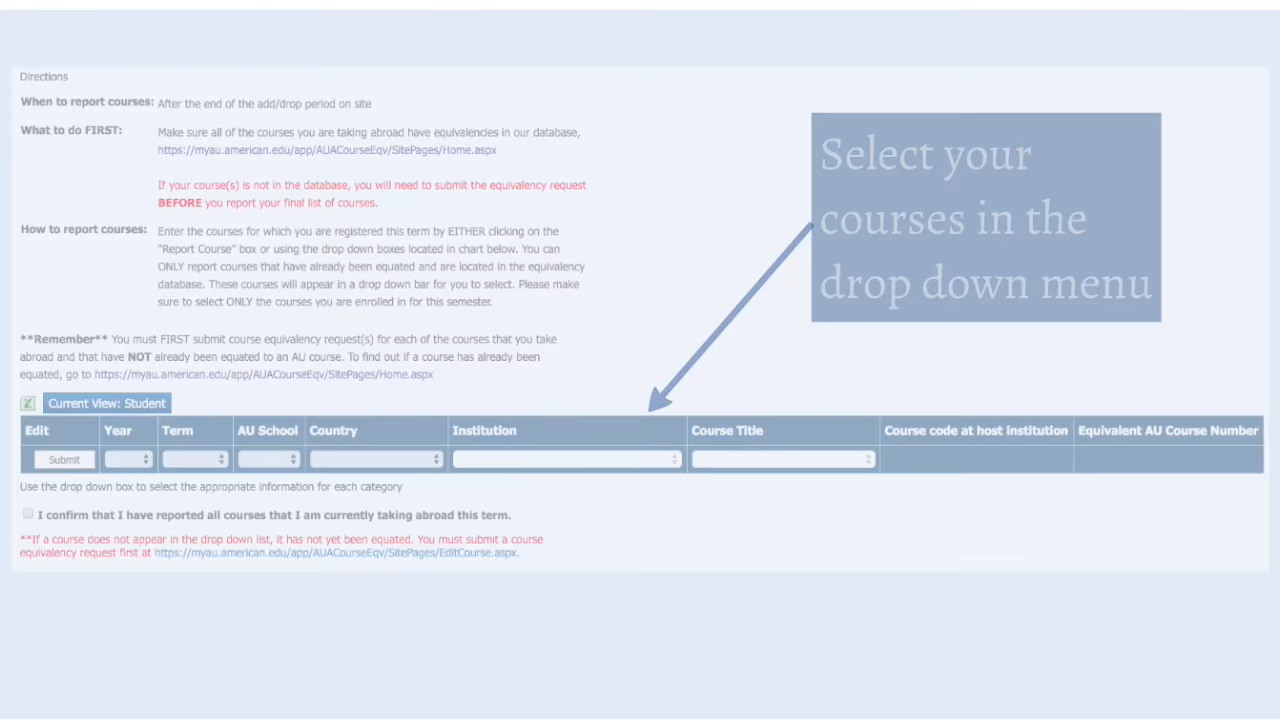 Directions
When to report courses: After the end of the add/drop period on site
What to do FIRST: Make sure all of the courses you are taking abroad have equivalencies in our database,
https://myau.american.edu/app/AUACourseEqv/SitePages/Home.aspx
If your course(s) is not in the database, you will need to submit the equivalency request
BEFORE you report your final list of courses.
How to report courses: Enter the courses for which you are registered this term by EITHER clicking on the
"Report Course" box or using the drop down boxes located in chart below. You can
ONLY report courses that have already been equated and are located in the equivalency
database. These courses will appear in a drop down bar for you to select. Please make
sure to select ONLY the courses you are enrolled in for this semester.
**Remember** You must FIRST submit course equivalency request(s) for each of the courses that you take
abroad and that have NOT already been equated to an AU course. To find out if a course has already been
equated, go to https://myau.american.edu/app/AUACourseEqv/SitePages/Home.aspx
Select your
courses in the
drop down menu
Current View: Student
Edit Year Term AU School Country Institution Course Title Course code at host institution Equivalent AU Course Number
Submit
Use the drop down box to select the appropriate information for each category
I confirm that I have reported all courses that I am currently taking abroad this term.
**If a course does not appear in the drop down list, it has not yet been equated. You must submit a course
equivalency request first at https://myau.american.edu/app/AUACourseEqv/SitePages/EditCourse.aspx.